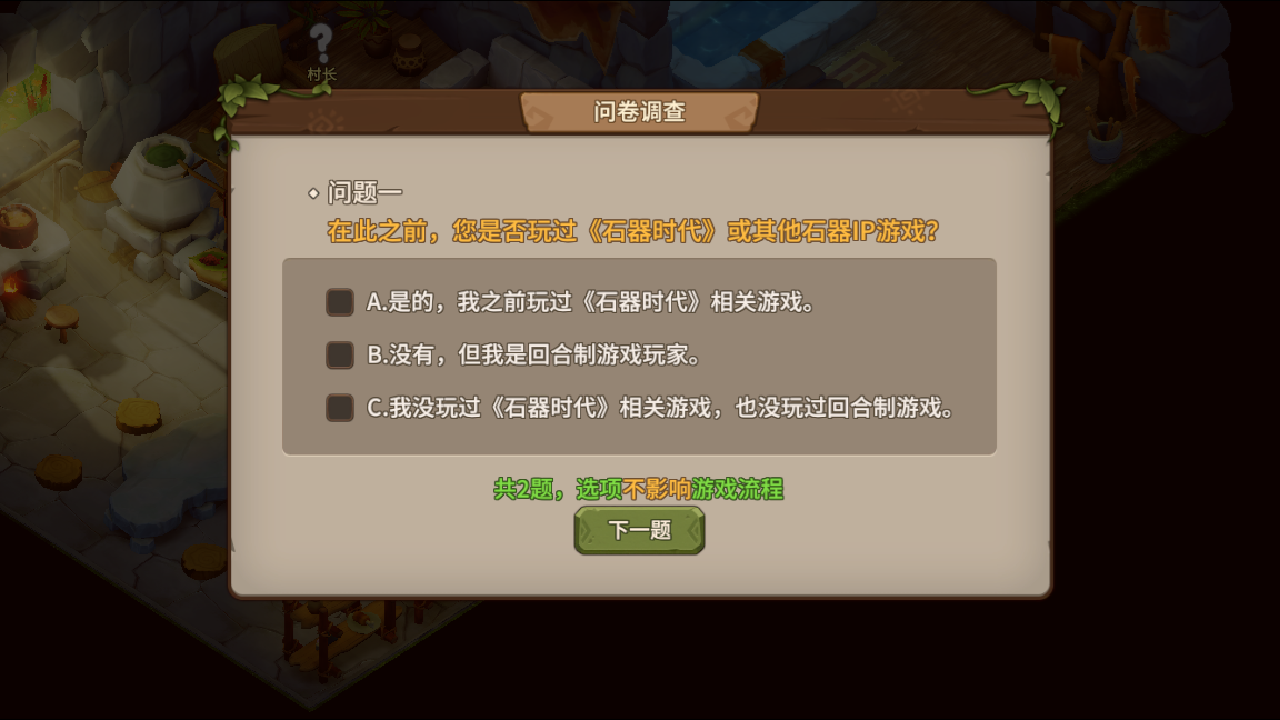 村长
问卷调查
问题一
在此之前，您是否玩过《石器时代》或其他石器IP游戏？
A.是的，我之前玩过《石器时代》相关游戏。
B.没有，但我是回合制游戏玩家。
C.我没玩过《石器时代》相关游戏，也没玩过回合制游戏。
共2题，选项不影响游戏流程
下一题